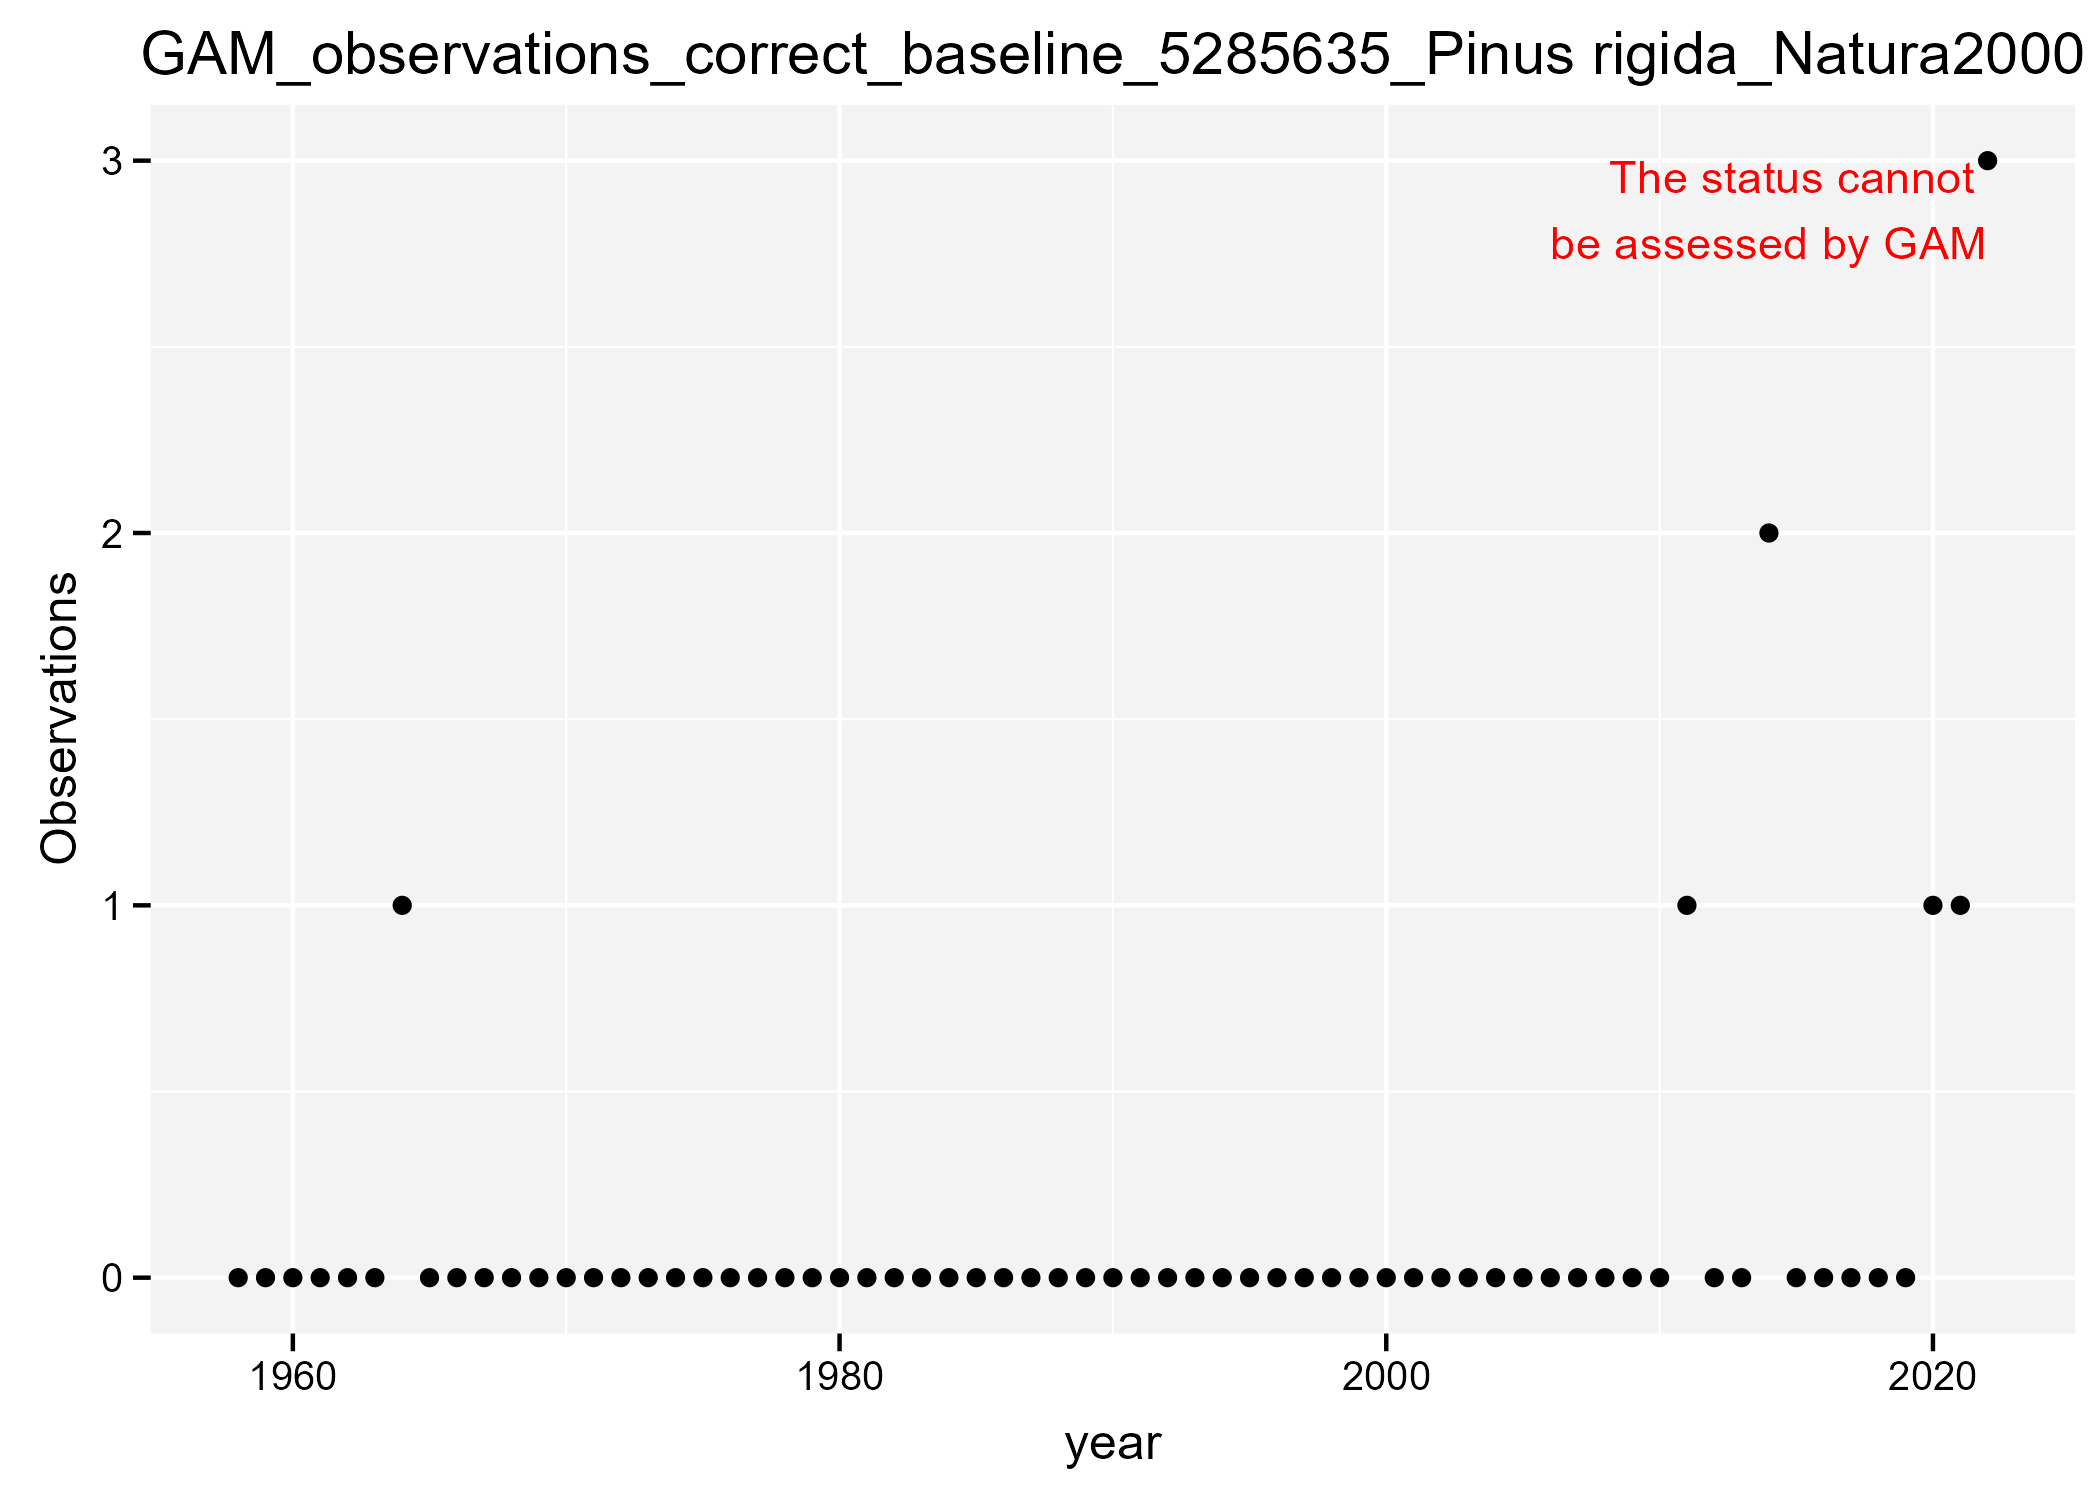 GAM_observations_correct_baseline_5285635_Pinus rigida_Natura2000
The status cannot
be assessed by GAM
3
2
1
0
Observations
1960 1980 2000 2020
year